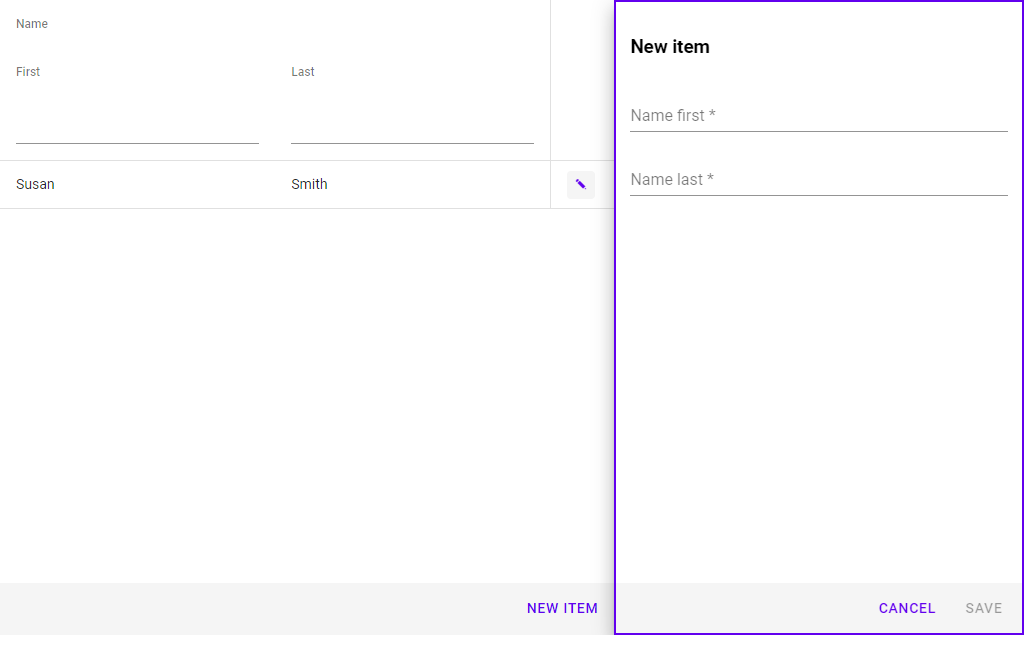 Name
First
Last
Susan
Smith
NEW ITEM
New item
Name first *
Name last *
CANCEL
SAVE